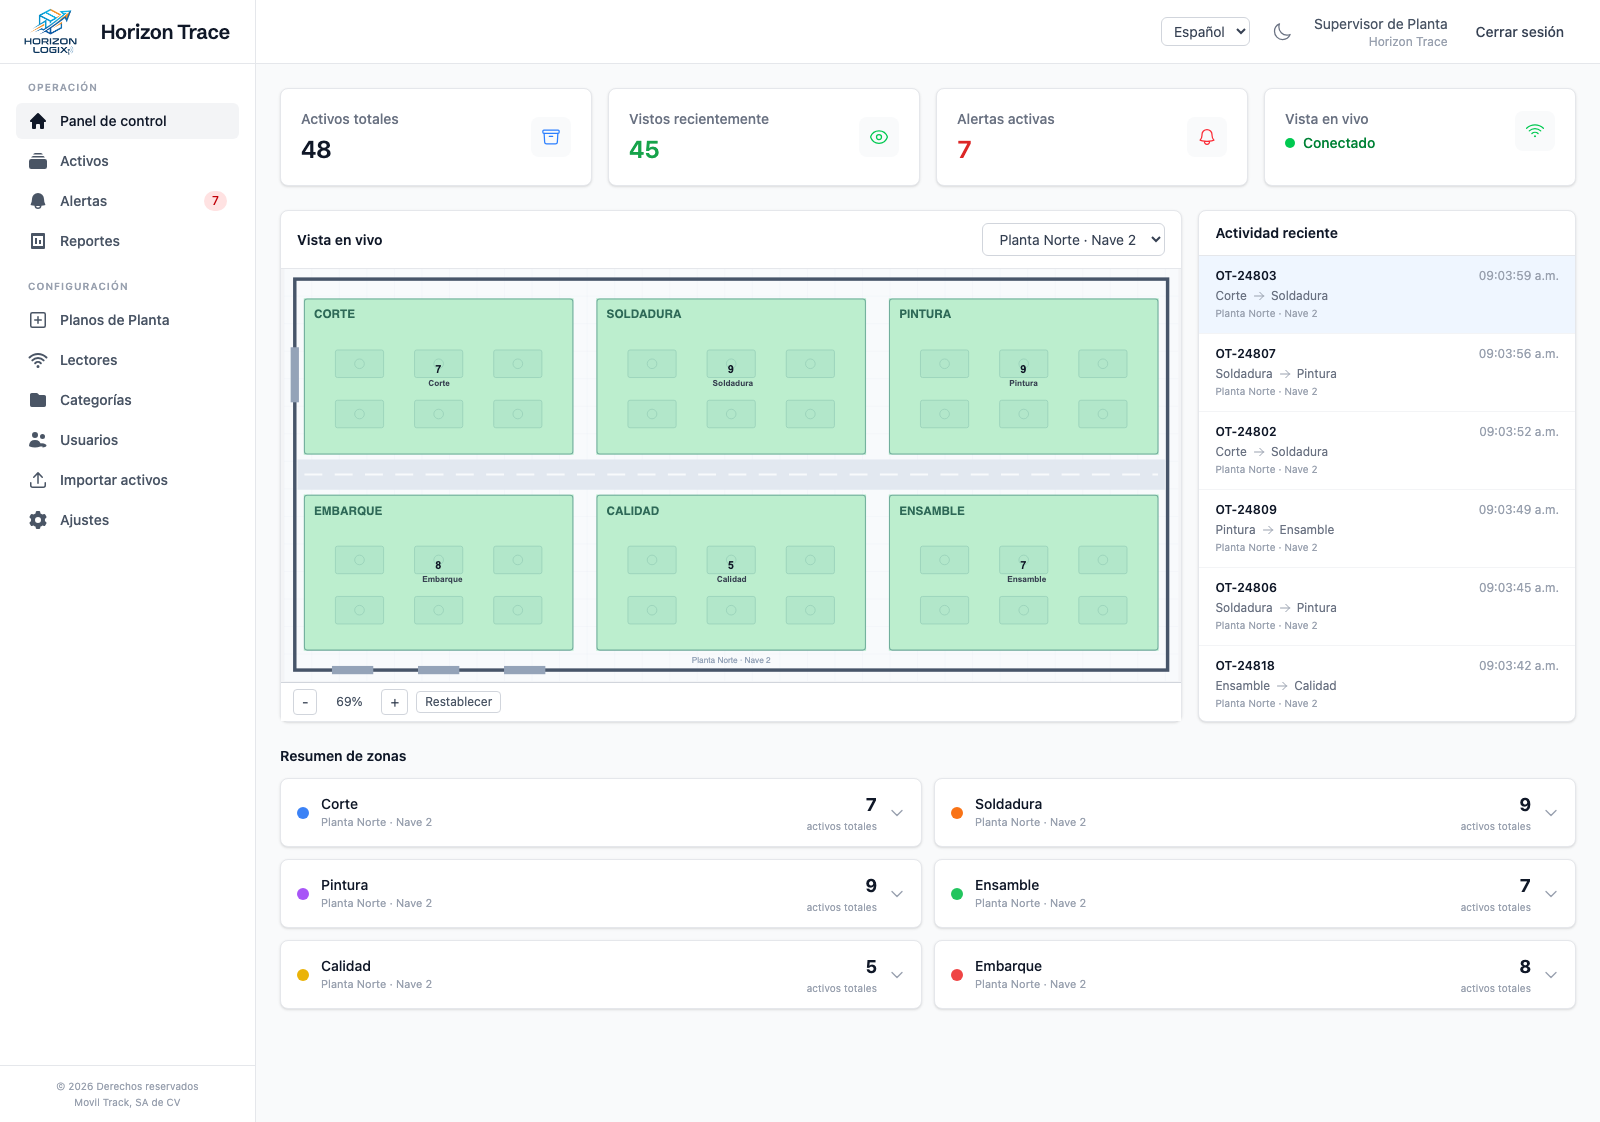 HORIZON
LOGIX
Horizon Trace
Español
Supervisor de Planta
Horizon Trace
Cerrar sesión
OPERACIÓN
Panel de control
Activos
Alertas
7
Reportes
CONFIGURACIÓN
Planos de Planta
Lectores
Categorías
Usuarios
Importar activos
Ajustes
© 2026 Derechos reservados
Movil Track, SA de CV
Activos totales
48
Vistos recientemente
45
Alertas activas
7
Vista en vivo
Conectado
Vista en vivo
Planta Norte · Nave 2
CORTE
7
Corte
SOLDADURA
9
Soldadura
PINTURA
9
Pintura
EMBARQUE
8
Embarque
CALIDAD
5
Calidad
ENSAMBLE
7
Ensamble
Planta Norte · Nave 2
-
69%
+
Restablecer
Actividad reciente
OT-24803 09:03:59 a.m.
Corte → Soldadura
Planta Norte · Nave 2
OT-24807 09:03:56 a.m.
Soldadura → Pintura
Planta Norte · Nave 2
OT-24802 09:03:52 a.m.
Corte → Soldadura
Planta Norte · Nave 2
OT-24809 09:03:49 a.m.
Pintura → Ensamble
Planta Norte · Nave 2
OT-24806 09:03:45 a.m.
Soldadura → Pintura
Planta Norte · Nave 2
OT-24818 09:03:42 a.m.
Ensamble → Calidad
Planta Norte · Nave 2
Resumen de zonas
Corte
Planta Norte · Nave 2
7
activos totales
Soldadura
Planta Norte · Nave 2
9
activos totales
Pintura
Planta Norte · Nave 2
9
activos totales
Ensamble
Planta Norte · Nave 2
7
activos totales
Calidad
Planta Norte · Nave 2
5
activos totales
Embarque
Planta Norte · Nave 2
8
activos totales